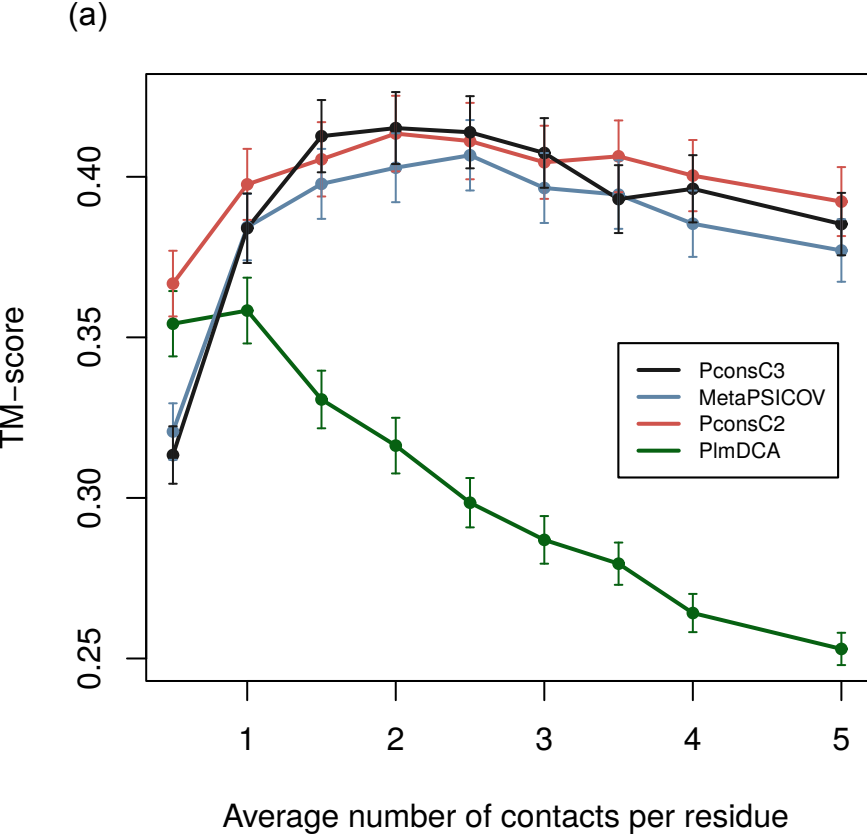 (a)
TM−score
0.40
0.35
0.30
0.25
PconsC3
MetaPSICOV
PconsC2
PlmDCA
1 2 3 4 5
Average number of contacts per residue